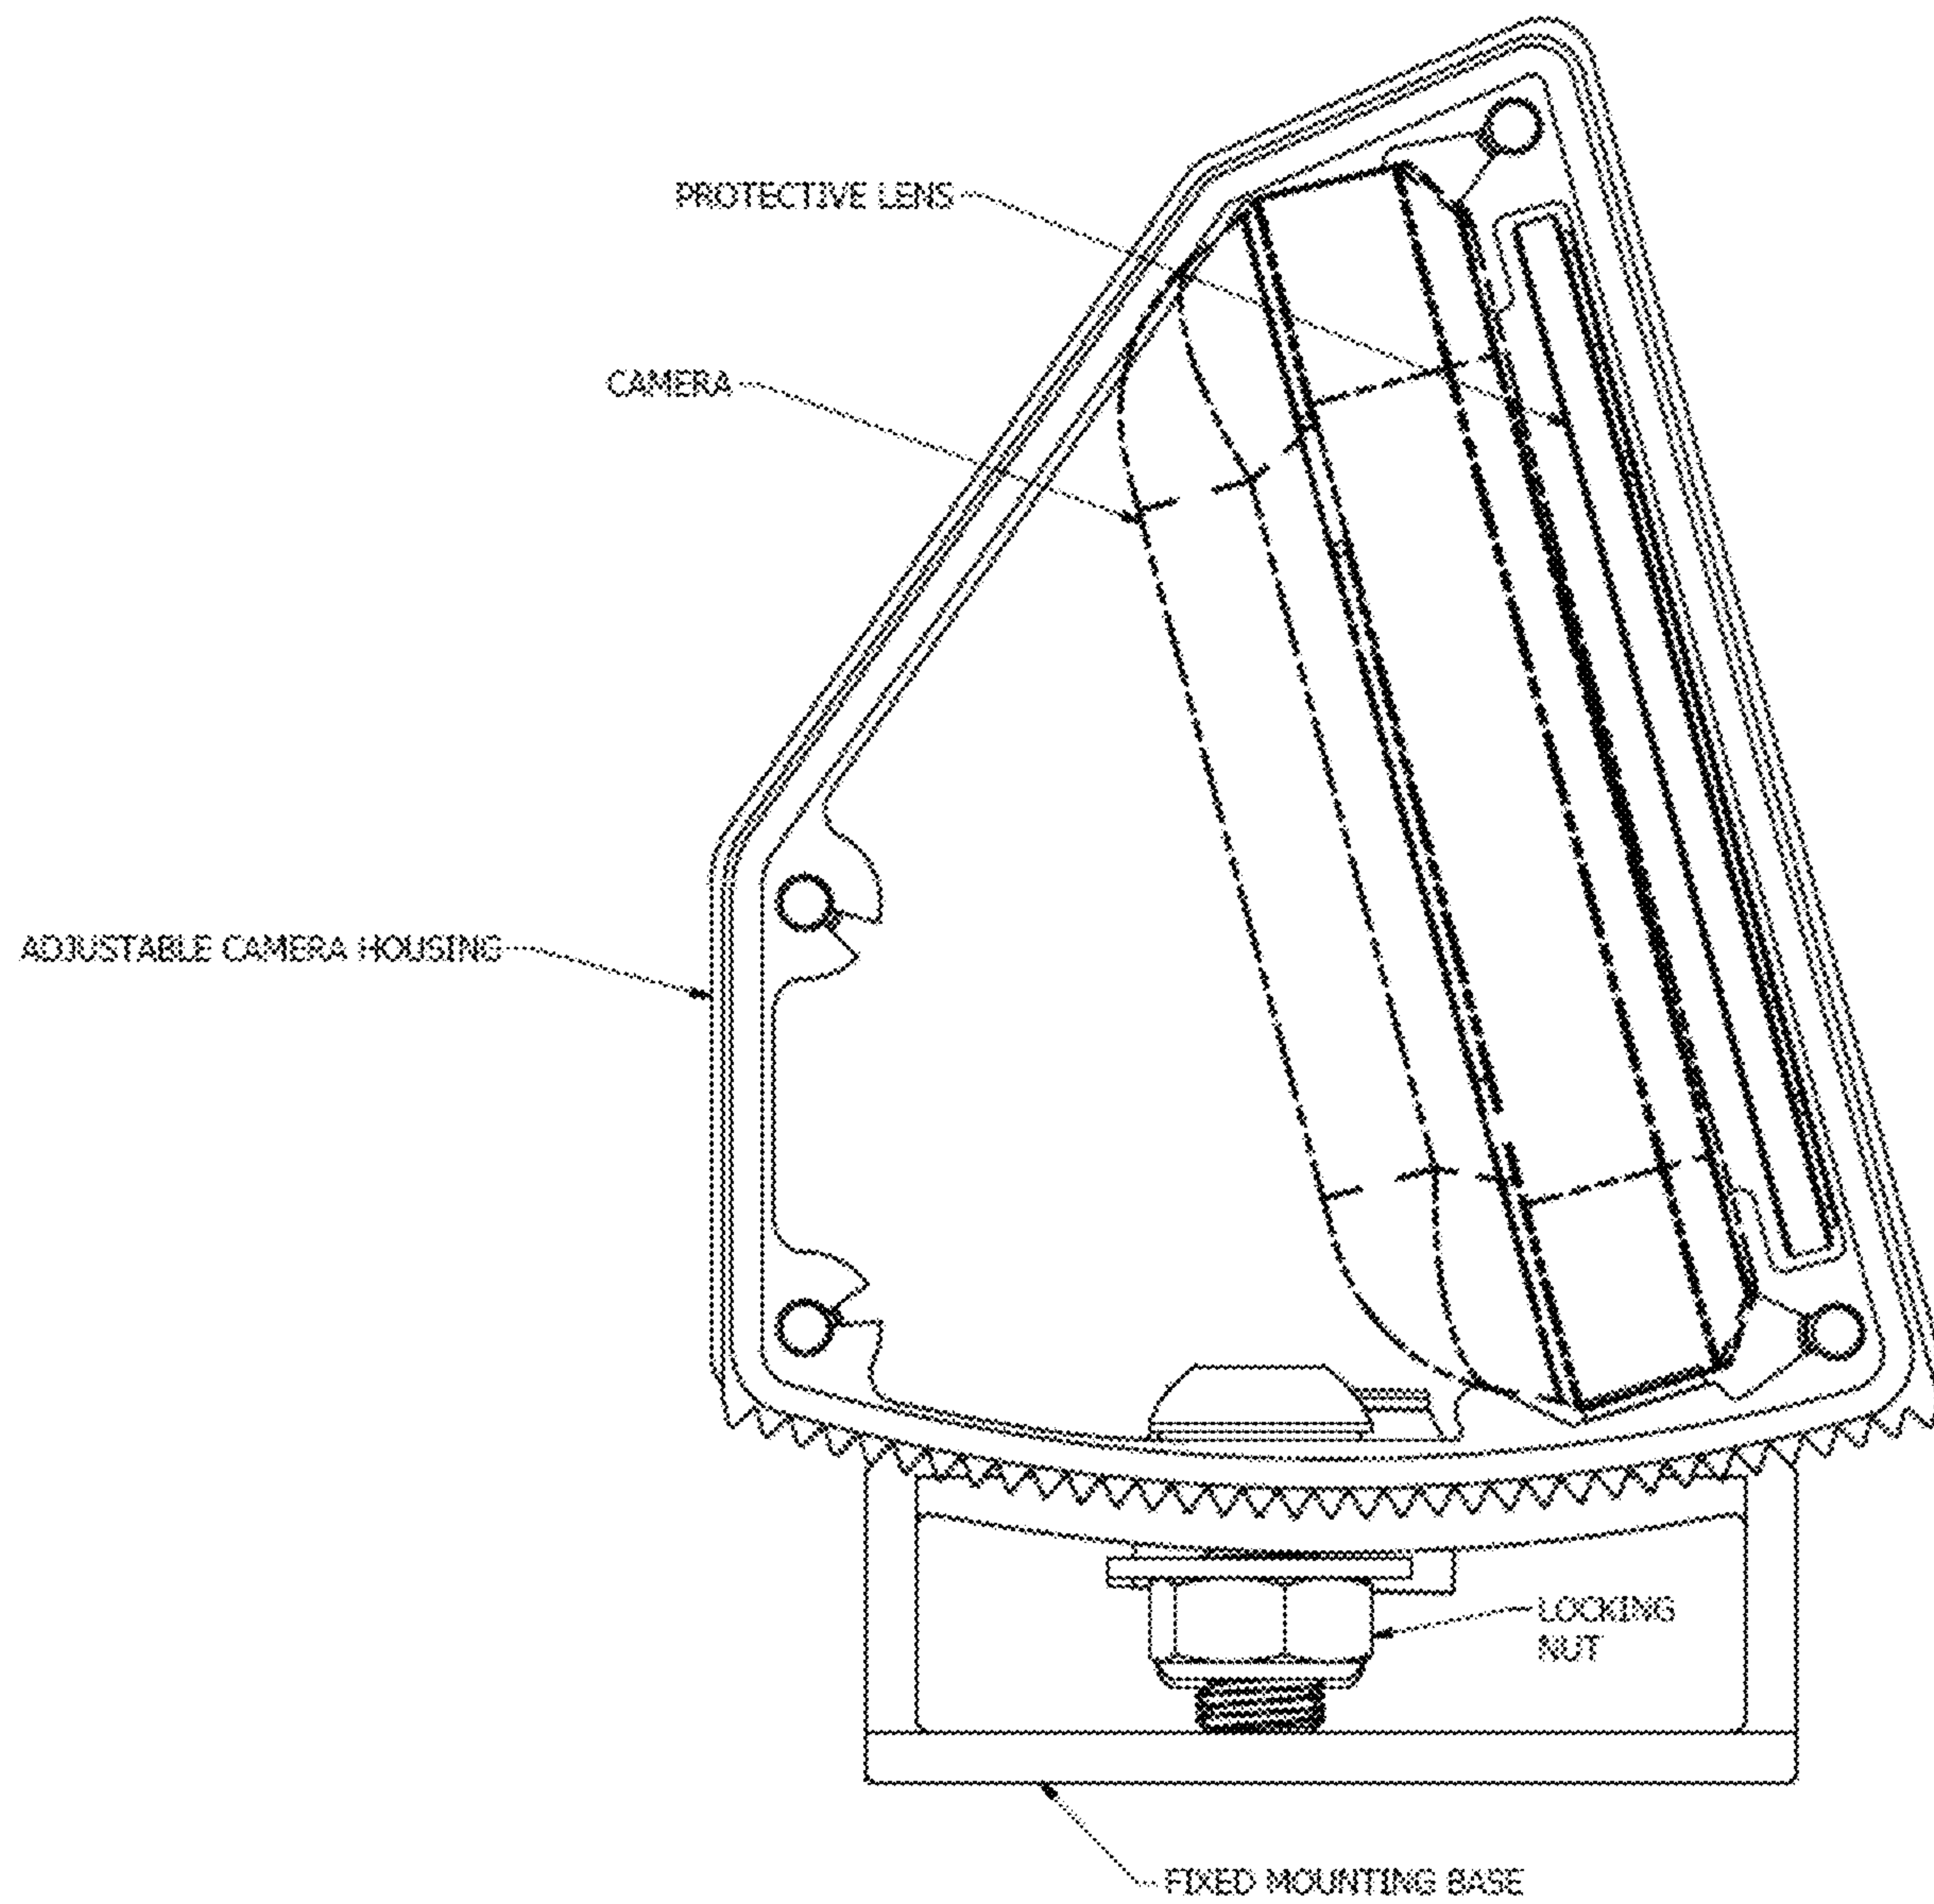 PROTECTIVE LENS
CAMERA
ADJUSTABLE CAMERA HOUSING
LOCKING
NUT
FIXED MOUNTING BASE